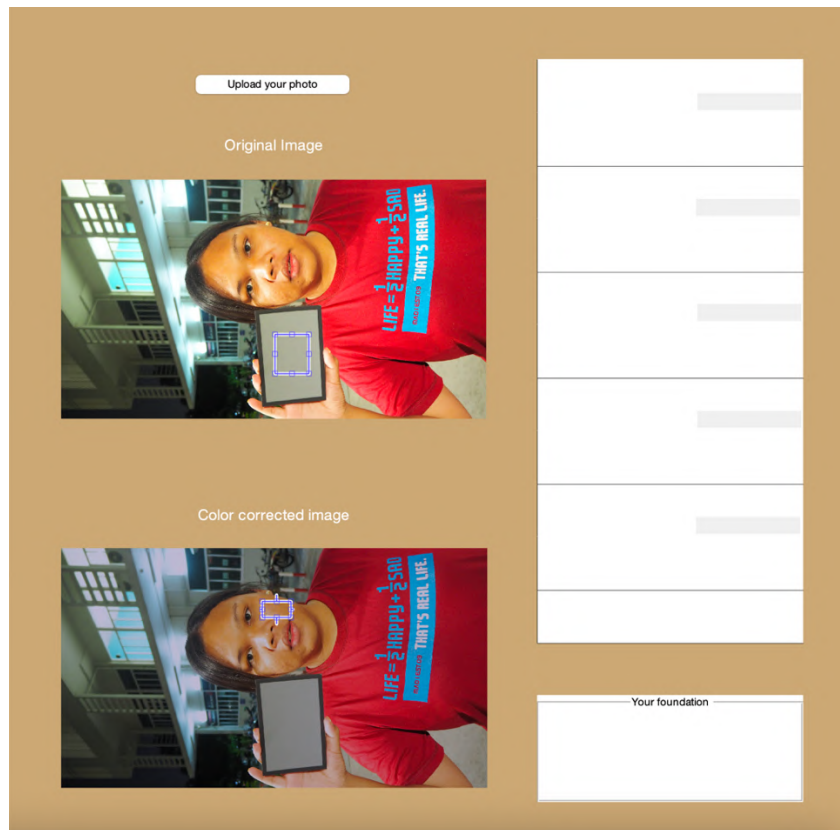 Upload your photo
Original Image
LIFE = 1/2 HAPPY + 1/2 SAD
THAT'S REAL LIFE.
Color corrected image
LIFE = 1/2 HAPPY + 1/2 SAD
THAT'S REAL LIFE.
Your foundation